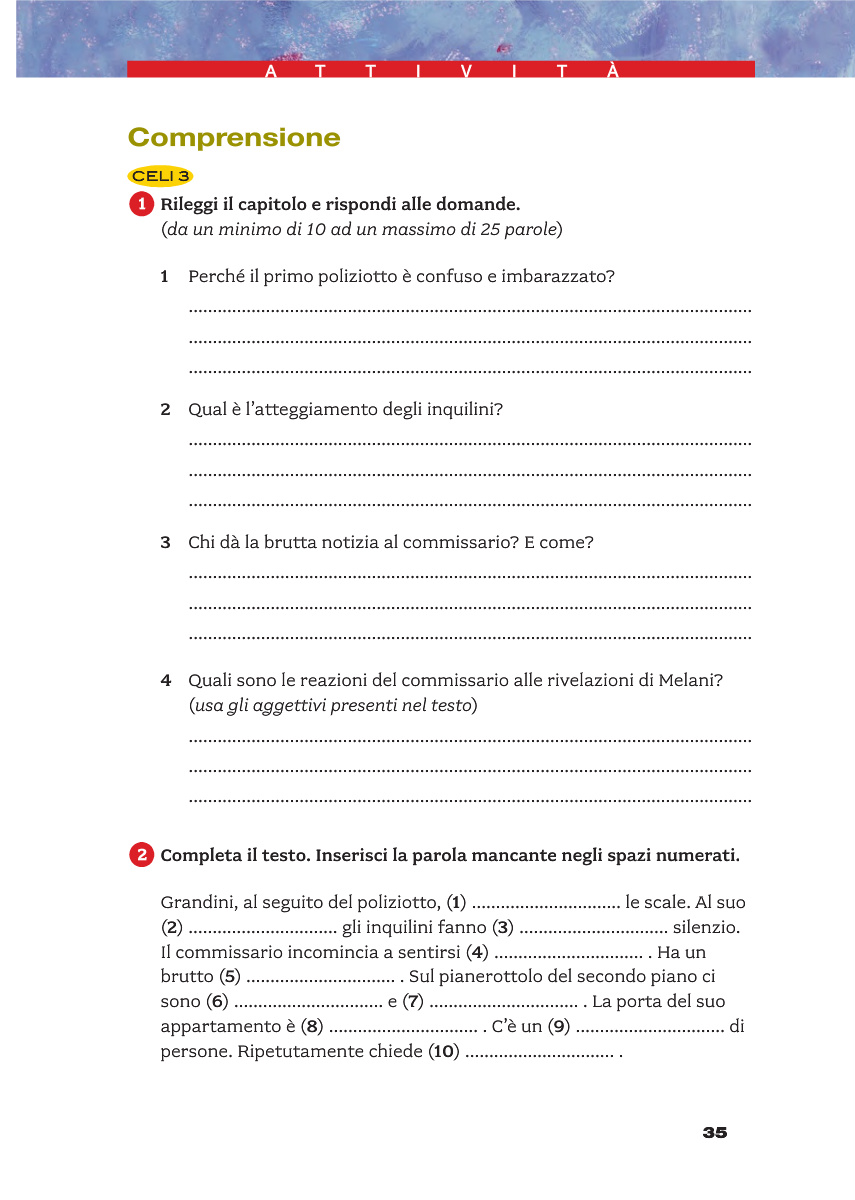 ATTIVITÀ
Comprensione
CELI 3
1 Rileggi il capitolo e rispondi alle domande.
(da un minimo di 10 ad un massimo di 25 parole)
1 Perché il primo poliziotto è confuso e imbarazzato?
..............................................................................
..............................................................................
..............................................................................
2 Qual è l'atteggiamento degli inquilini?
..............................................................................
..............................................................................
..............................................................................
3 Chi dà la brutta notizia al commissario? E come?
..............................................................................
..............................................................................
..............................................................................
4 Quali sono le reazioni del commissario alle rivelazioni di Melani?
(usa gli aggettivi presenti nel testo)
..............................................................................
..............................................................................
..............................................................................
2 Completa il testo. Inserisci la parola mancante negli spazi numerati.
Grandini, al seguito del poliziotto, (1) ............................... le scale. Al suo
(2) ............................... gli inquilini fanno (3) ............................... silenzio.
Il commissario incomincia a sentirsi (4) ............................... . Ha un
brutto (5) ............................... . Sul pianerottolo del secondo piano ci
sono (6) ............................... e (7) ............................... . La porta del suo
appartamento è (8) ............................... . C'è un (9) ............................... di
persone. Ripetutamente chiede (10) ............................... .
35